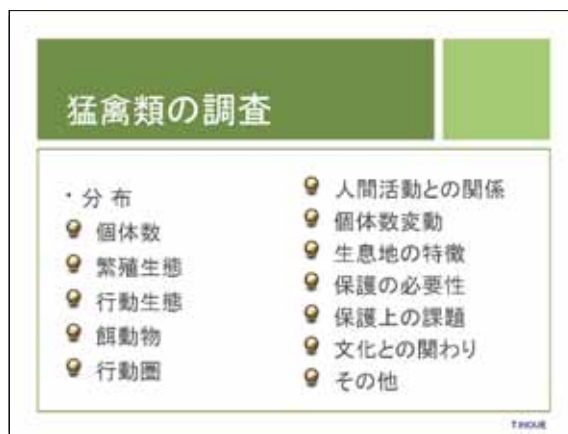 猛禽類の調査
・分 布
個体数
繁殖生態
行動生態
餌動物
行動圏
人間活動との関係
個体数変動
生息地の特徴
保護の必要性
保護上の課題
文化との関わり
その他
T.INOUE